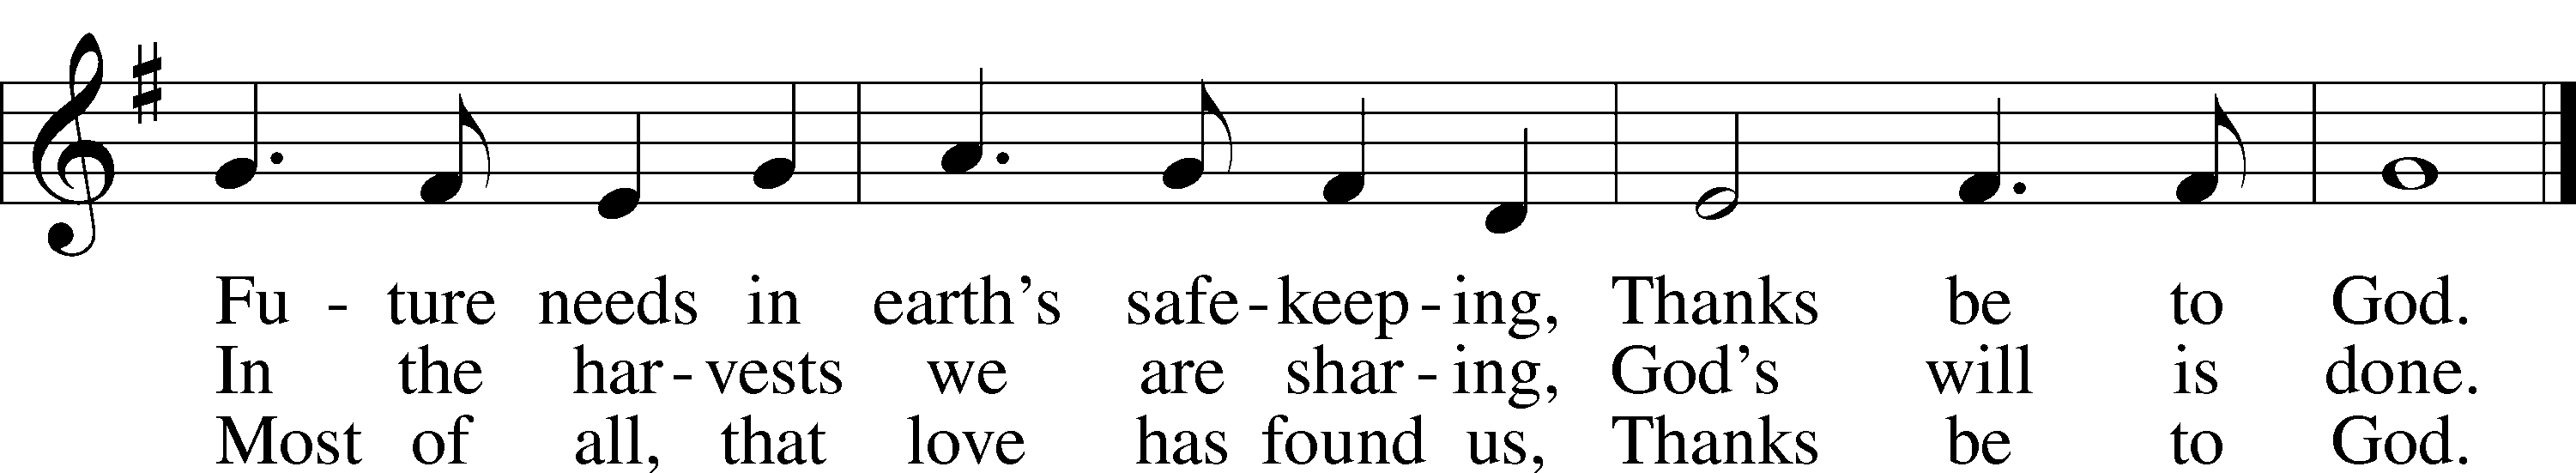 Fu - ture needs in earth’s safe - keep - ing, Thanks be to God.
In the har - vests we are shar - ing, God’s will is done.
Most of all, that love has found us, Thanks be to God.